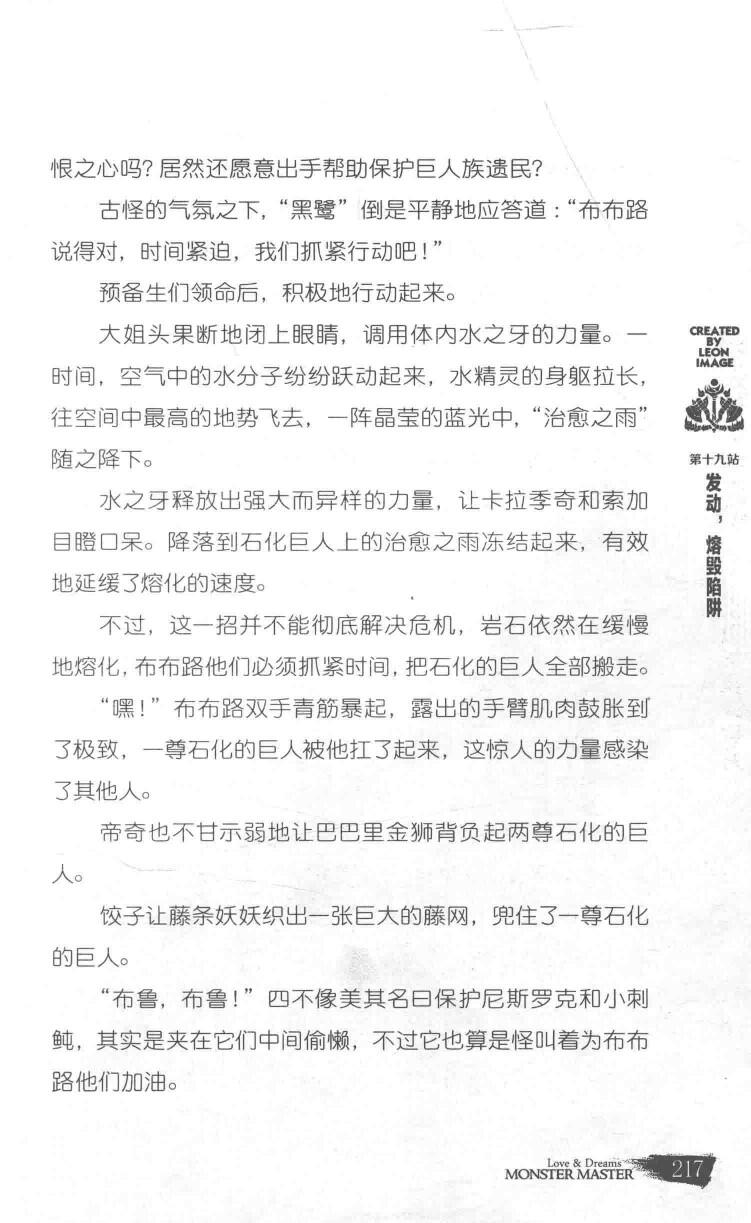 恨之心吗？居然还愿意出手帮助保护巨人族遗民？
古怪的气氛之下，“黑鹭”倒是平静地应答道：“布布路
说得对，时间紧迫，我们抓紧行动吧！”
预备生们领命后，积极地行动起来。
大姐头果断地闭上眼睛，调用体内水之牙的力量。一
时间，空气中的水分子纷纷跃动起来，水精灵的身躯拉长，
往空间中最高的地势飞去，一阵晶莹的蓝光中，“治愈之雨”
随之降下。
水之牙释放出强大而异样的力量，让卡拉季奇和索加
目瞪口呆。降落到石化巨人上的治愈之雨冻结起来，有效
地延缓了熔化的速度。
不过，这一招并不能彻底解决危机，岩石依然在缓慢
地熔化，布布路他们必须抓紧时间，把石化的巨人全部搬走。
“嘿！”布布路双手青筋暴起，露出的手臂肌肉鼓胀到
了极致，一尊石化的巨人被他扛了起来，这惊人的力量感染
了其他人。
帝奇也不甘示弱地让巴巴里金狮背负起两尊石化的巨
人。
饺子让藤条妖妖织出一张巨大的藤网，兜住了一尊石化
的巨人。
“布鲁，布鲁！”四不像美其名曰保护尼斯罗克和小刺
鲀，其实是夹在它们中间偷懒，不过它也算是怪叫着为布布
路他们加油。
CREATED
BY
LEON
IMAGE
第十九站
发动，熔毁陷阱
Love & Dreams
MONSTER MASTER
217